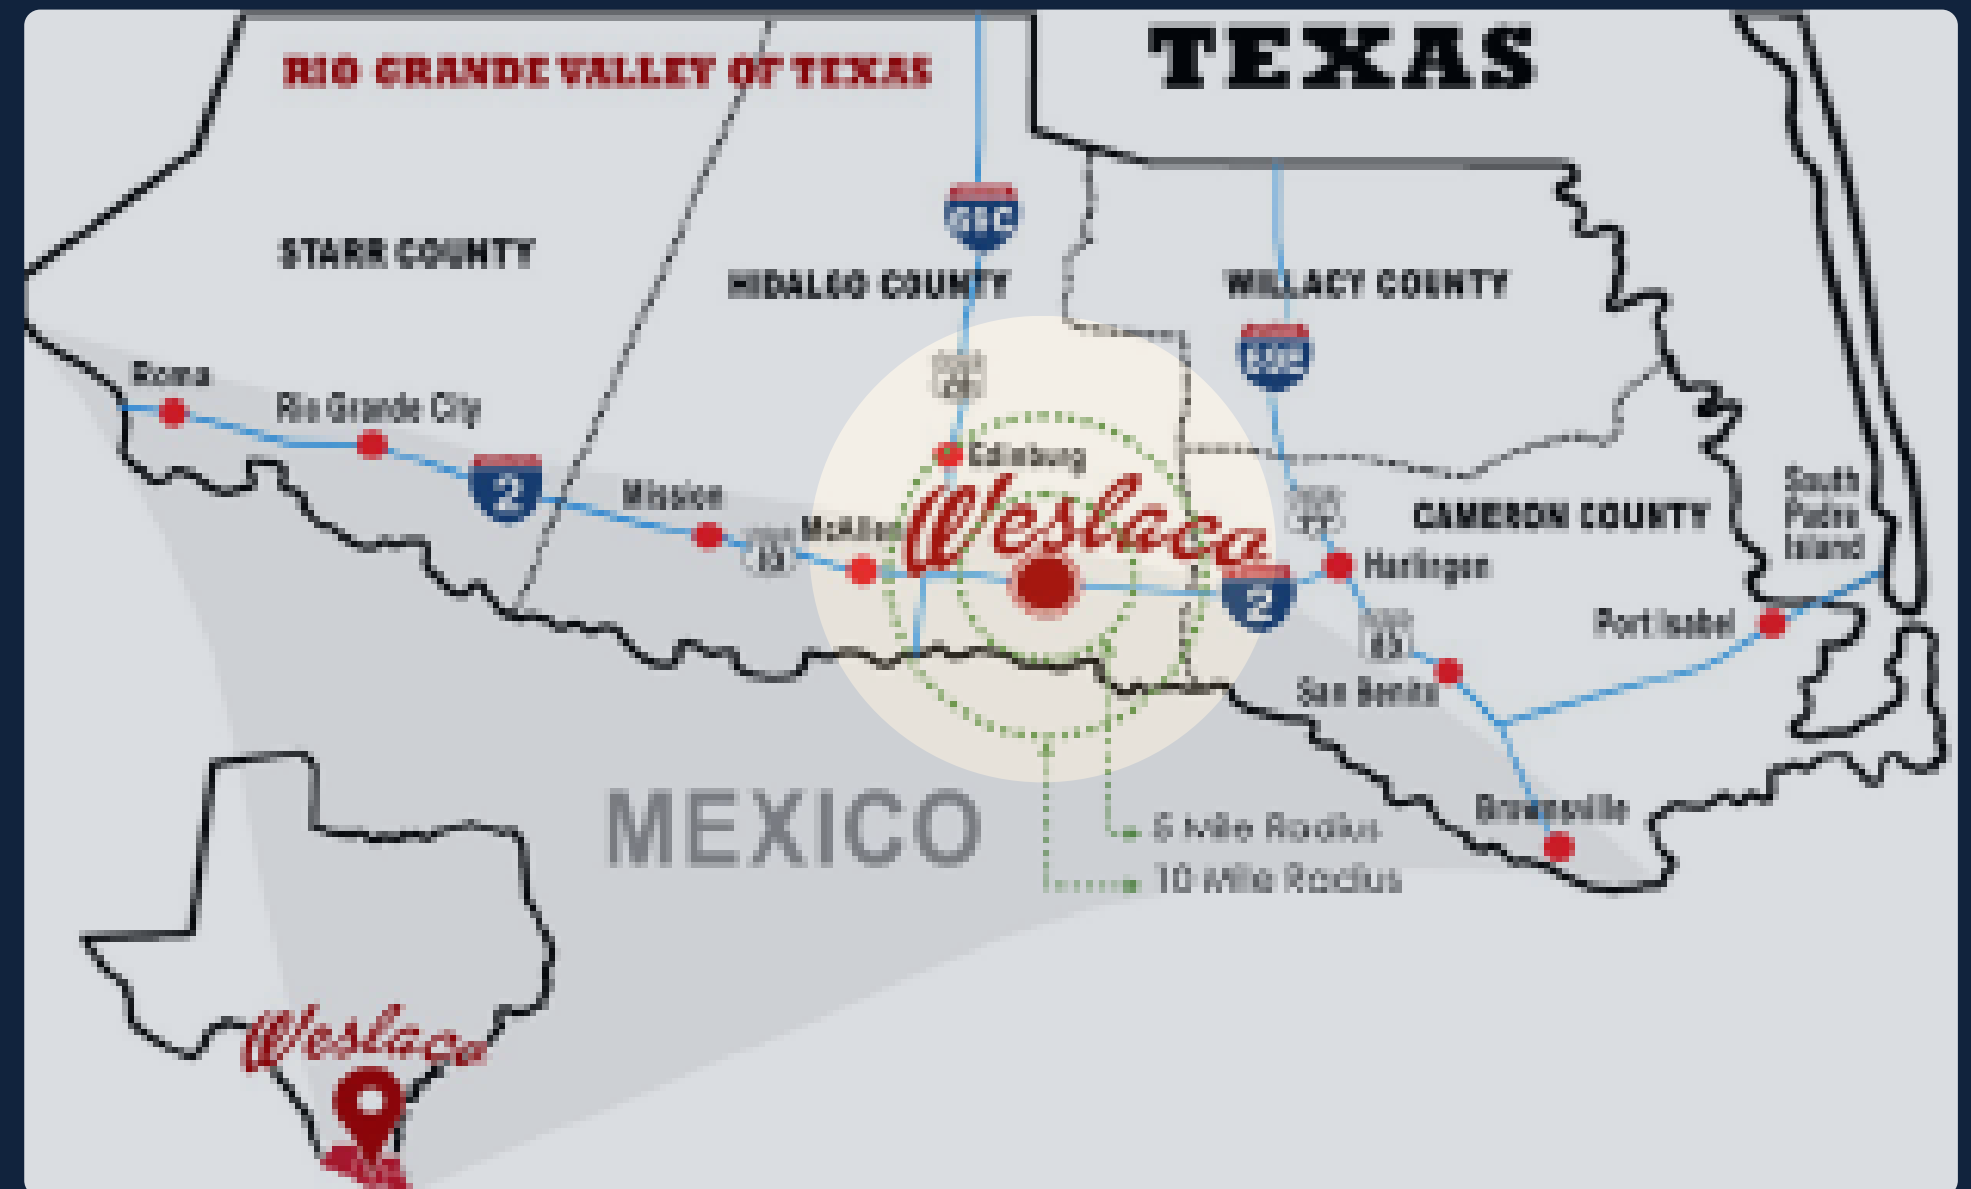 TEXAS
RIO GRANDE VALLEY OF TEXAS
STARR COUNTY
HIDALGO COUNTY
WILLACY COUNTY
Roma
Rio Grande City
Edinburg
2
Mission
McAllen
Weslaco
CAMERON COUNTY
South
Padre
Island
Harlingen
2
Port Isabel
San Benito
MEXICO
Brownsville
5 Mile Radius
10 Mile Radius
Weslaco